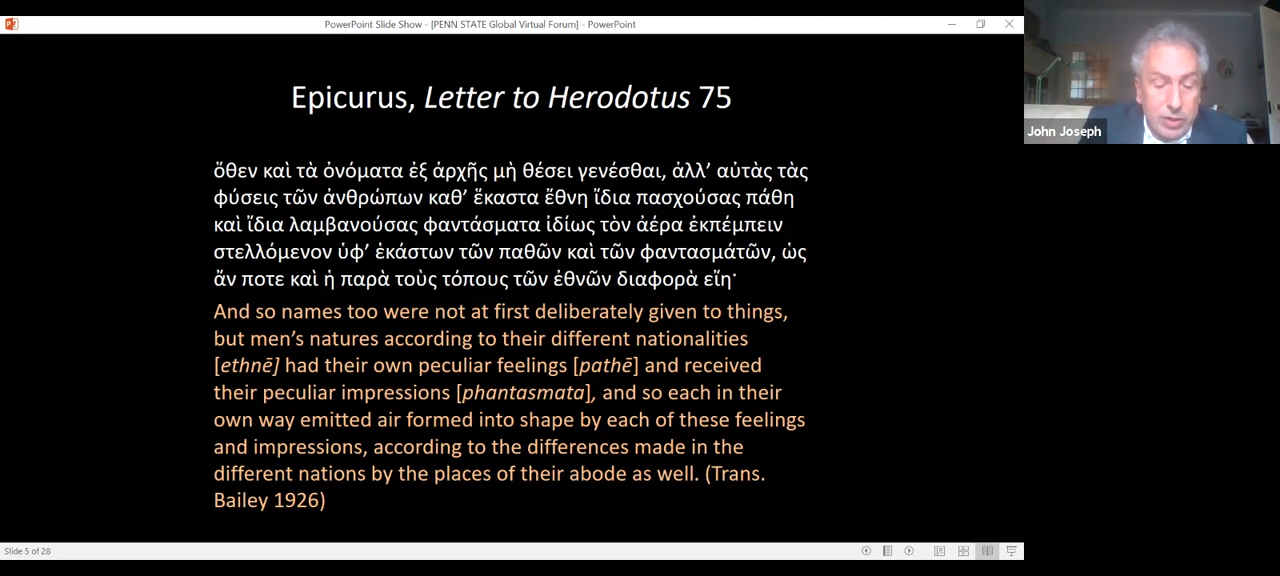 PowerPoint Slide Show - [PENN STATE Global Virtual Forum] - PowerPoint
John Joseph
Epicurus, Letter to Herodotus 75
ὅθεν καὶ τὰ ὀνόματα ἐξ ἀρχῆς μὴ θέσει γενέσθαι, ἀλλ’ αὐτὰς τὰς
φύσεις τῶν ἀνθρώπων καθ’ ἕκαστα ἔθνη ἴδια πασχούσας πάθη
καὶ ἴδια λαμβανούσας φαντάσματα ἰδίως τὸν ἀέρα ἐκπέμπειν
στελλόμενον ὑφ’ ἑκάστων τῶν παθῶν καὶ τῶν φαντασμάτῶν, ὡς
ἄν ποτε καὶ ἡ παρὰ τοὺς τόπους τῶν ἐθνῶν διαφορὰ εἴη·
And so names too were not at first deliberately given to things,
but men’s natures according to their different nationalities
[ethnē] had their own peculiar feelings [pathē] and received
their peculiar impressions [phantasmata], and so each in their
own way emitted air formed into shape by each of these feelings
and impressions, according to the differences made in the
different nations by the places of their abode as well. (Trans.
Bailey 1926)
Slide 5 of 28